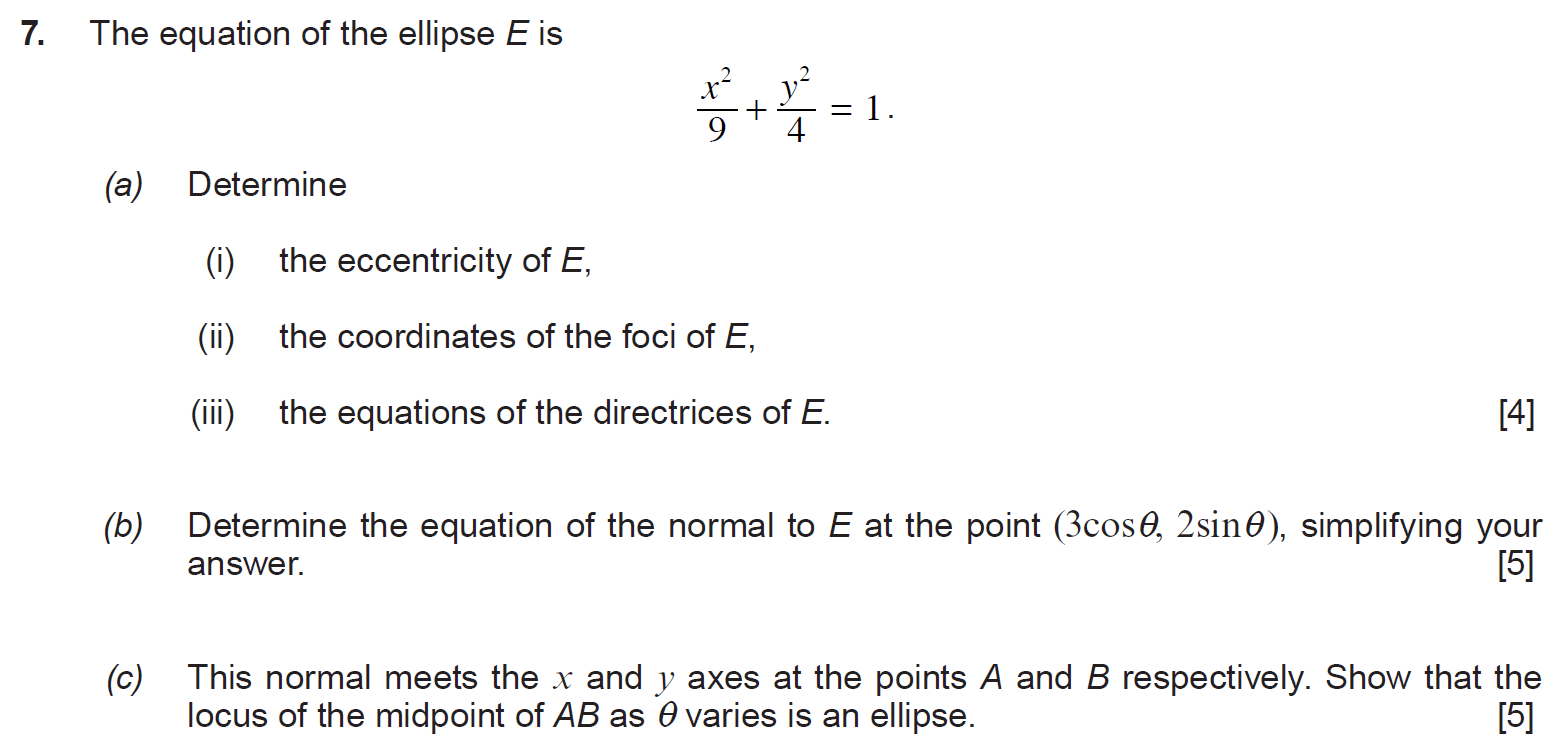 7. The equation of the ellipse E is
x²/9 + y²/4 = 1.
(a) Determine
(i) the eccentricity of E,
(ii) the coordinates of the foci of E,
(iii) the equations of the directrices of E. [4]
(b) Determine the equation of the normal to E at the point (3cosθ, 2sinθ), simplifying your
answer. [5]
(c) This normal meets the x and y axes at the points A and B respectively. Show that the
locus of the midpoint of AB as θ varies is an ellipse. [5]